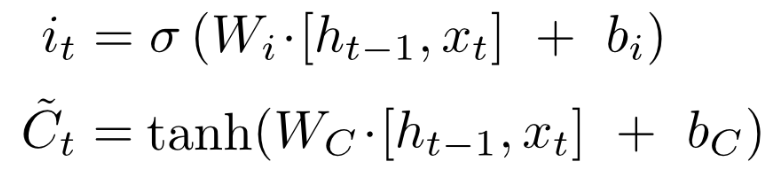 i_t = σ (W_i·[h_{t−1}, x_t] + b_i)
C̃_t = tanh(W_C·[h_{t−1}, x_t] + b_C)